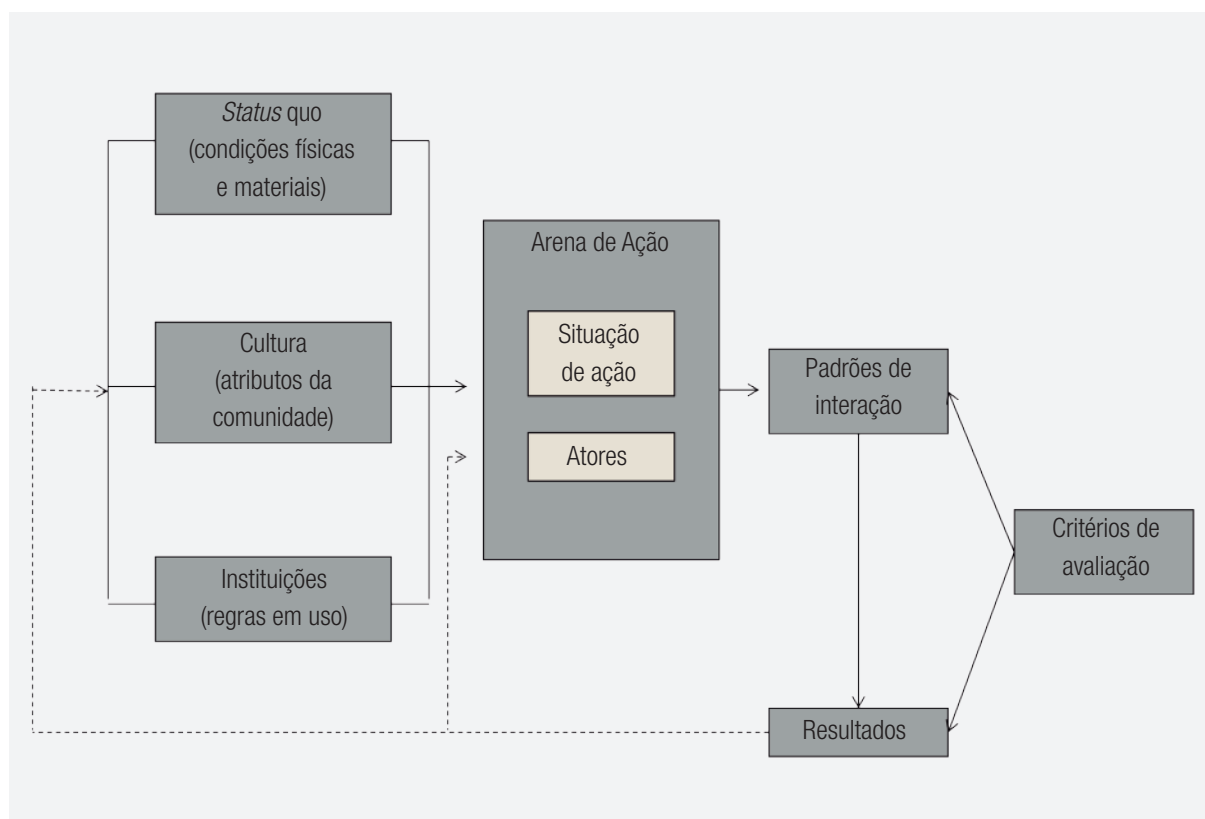 Status quo
(condições físicas
e materiais)
Cultura
(atributos da
comunidade)
Instituições
(regras em uso)
Arena de Ação
Situação
de ação
Atores
Padrões de
interação
Resultados
Critérios de
avaliação